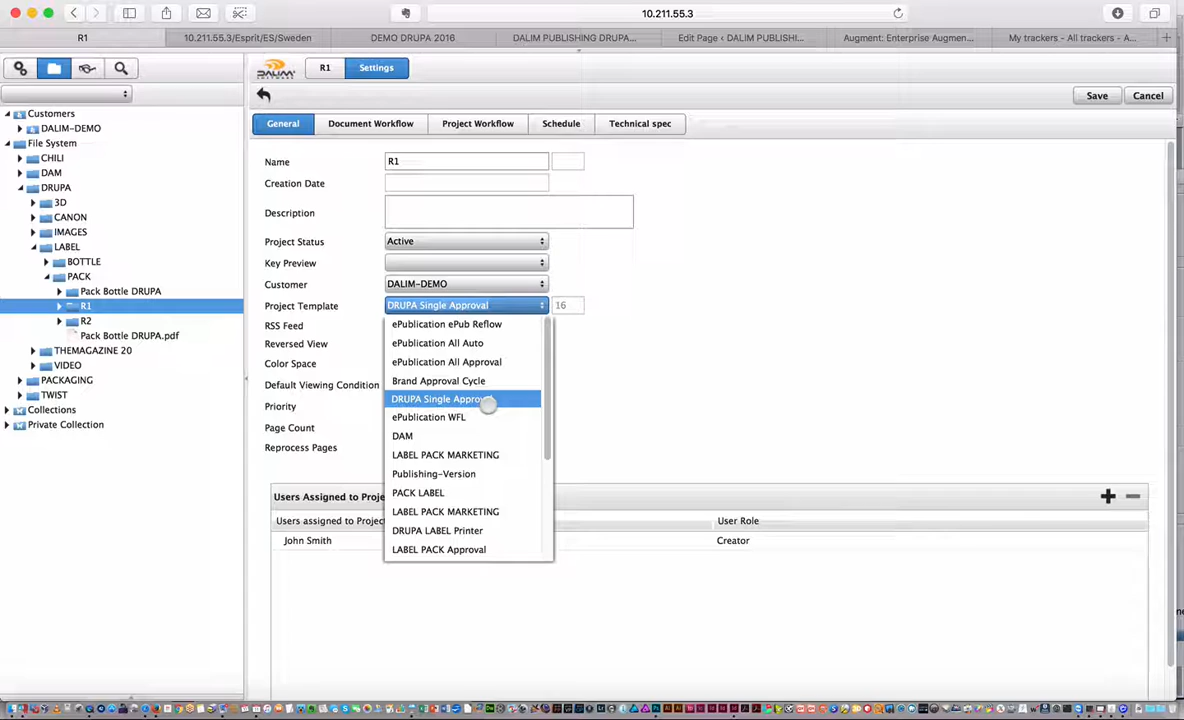 10.211.55.3
R1
10.211.55.3/Esprit/ES/Sweden
DEMO DRUPA 2016
DALIM PUBLISHING DRUPA...
Edit Page ‹ DALIM PUBLISHI...
Augment: Enterprise Augmen...
My trackers - All trackers - A...
DALIM
SOFTWARE
R1
Settings
Save
Cancel
General
Document Workflow
Project Workflow
Schedule
Technical spec
Customers
DALIM-DEMO
File System
CHILI
DAM
DRUPA
3D
CANON
IMAGES
LABEL
BOTTLE
PACK
Pack Bottle DRUPA
R1
R2
Pack Bottle DRUPA.pdf
THEMAGAZINE 20
VIDEO
PACKAGING
TWIST
Collections
Private Collection
Name
R1
Creation Date
Description
Project Status
Active
Key Preview
Customer
DALIM-DEMO
Project Template
DRUPA Single Approval
16
RSS Feed
Reversed View
Color Space
Default Viewing Condition
Priority
Page Count
Reprocess Pages
ePublication ePub Reflow
ePublication All Auto
ePublication All Approval
Brand Approval Cycle
DRUPA Single Approval
ePublication WFL
DAM
LABEL PACK MARKETING
Publishing-Version
PACK LABEL
LABEL PACK MARKETING
DRUPA LABEL Printer
LABEL PACK Approval
Users Assigned to Proje
Users assigned to Project
User Role
John Smith
Creator